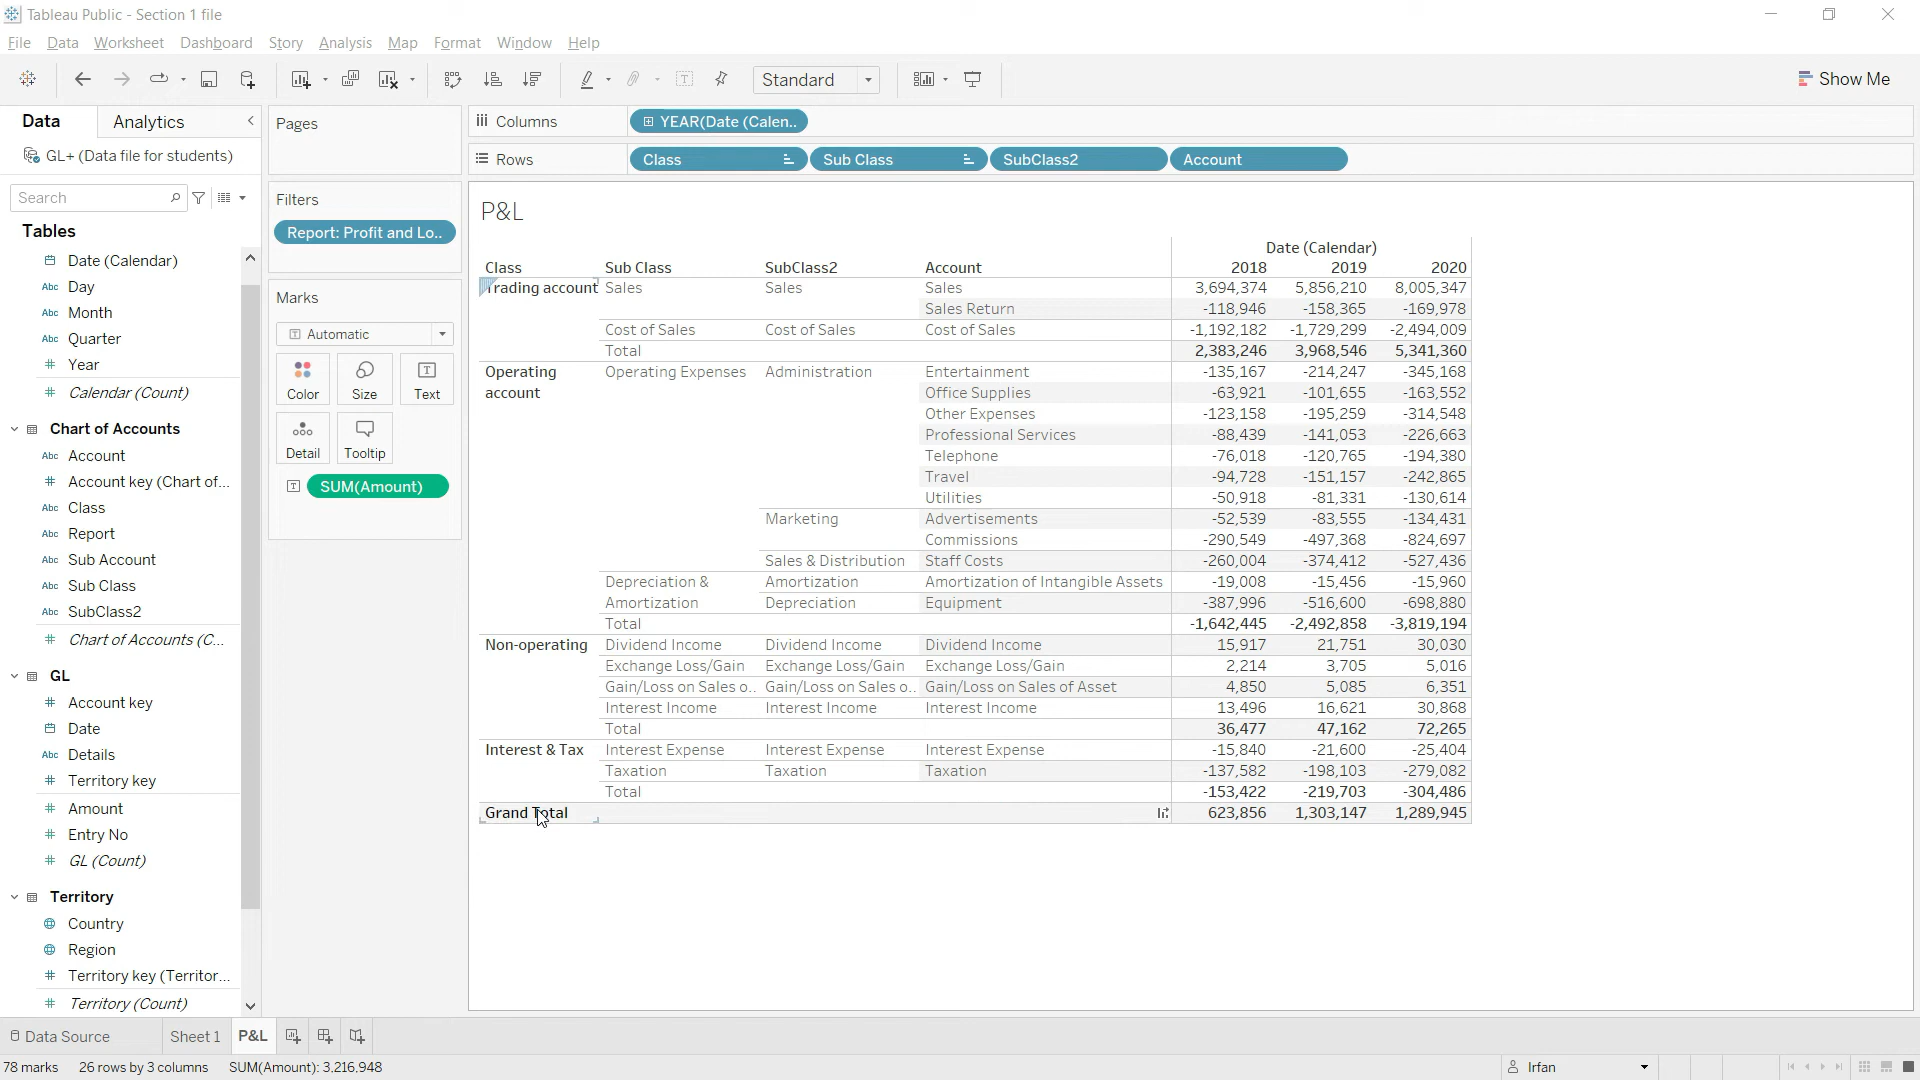 Tableau Public - Section 1 file
File Data Worksheet Dashboard Story Analysis Map Format Window Help
Standard
Show Me
Data Analytics
GL+ (Data file for students)
Search
Tables
Date (Calendar)
Abc Day
Abc Month
Abc Quarter
# Year
# Calendar (Count)
Chart of Accounts
Abc Account
# Account key (Chart of...
Abc Class
Abc Report
Abc Sub Account
Abc Sub Class
Abc SubClass2
# Chart of Accounts (C...
GL
# Account key
Date
Abc Details
# Territory key
# Amount
# Entry No
# GL (Count)
Territory
Country
Region
# Territory key (Territor...
# Territory (Count)
Pages
Filters
Report: Profit and Lo..
Marks
Automatic
Color Size Text
Detail Tooltip
SUM(Amount)
Columns YEAR(Date (Calen..
Rows Class Sub Class SubClass2 Account
P&L
Date (Calendar)
Class Sub Class SubClass2 Account 2018 2019 2020
Trading account Sales Sales Sales 3,694,374 5,856,210 8,005,347
Sales Return -118,946 -158,365 -169,978
Cost of Sales Cost of Sales Cost of Sales -1,192,182 -1,729,299 -2,494,009
Total 2,383,246 3,968,546 5,341,360
Operating Operating Expenses Administration Entertainment -135,167 -214,247 -345,168
account Office Supplies -63,921 -101,655 -163,552
Other Expenses -123,158 -195,259 -314,548
Professional Services -88,439 -141,053 -226,663
Telephone -76,018 -120,765 -194,380
Travel -94,728 -151,157 -242,865
Utilities -50,918 -81,331 -130,614
Marketing Advertisements -52,539 -83,555 -134,431
Commissions -290,549 -497,368 -824,697
Sales & Distribution Staff Costs -260,004 -374,412 -527,436
Depreciation & Amortization Amortization of Intangible Assets -19,008 -15,456 -15,960
Amortization Depreciation Equipment -387,996 -516,600 -698,880
Total -1,642,445 -2,492,858 -3,819,194
Non-operating Dividend Income Dividend Income Dividend Income 15,917 21,751 30,030
Exchange Loss/Gain Exchange Loss/Gain Exchange Loss/Gain 2,214 3,705 5,016
Gain/Loss on Sales o.. Gain/Loss on Sales o.. Gain/Loss on Sales of Asset 4,850 5,085 6,351
Interest Income Interest Income Interest Income 13,496 16,621 30,868
Total 36,477 47,162 72,265
Interest & Tax Interest Expense Interest Expense Interest Expense -15,840 -21,600 -25,404
Taxation Taxation Taxation -137,582 -198,103 -279,082
Total -153,422 -219,703 -304,486
Grand Total 623,856 1,303,147 1,289,945
Data Source Sheet 1 P&L
78 marks 26 rows by 3 columns SUM(Amount): 3,216,948 Irfan